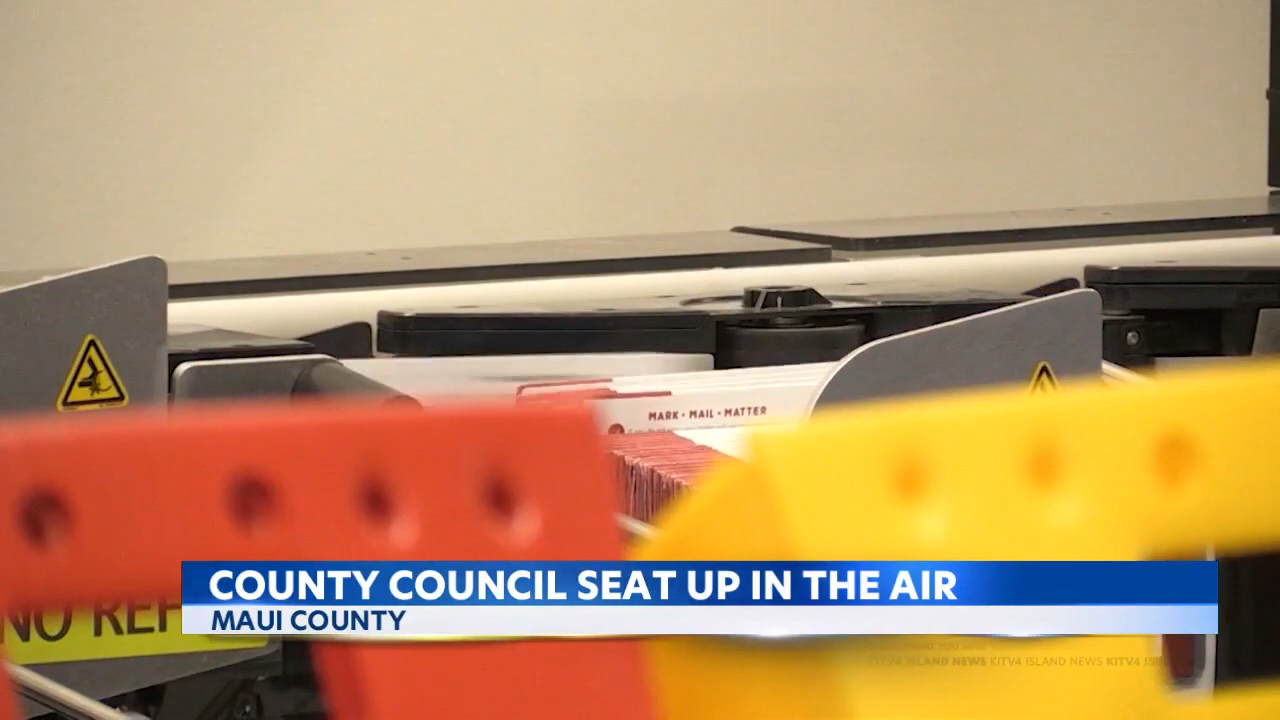 MARK • MAIL • MATTER
COUNTY COUNCIL SEAT UP IN THE AIR
NO REF
MAUI COUNTY
ISLAND NEWS KITV4 ISLAND NEWS KITV4